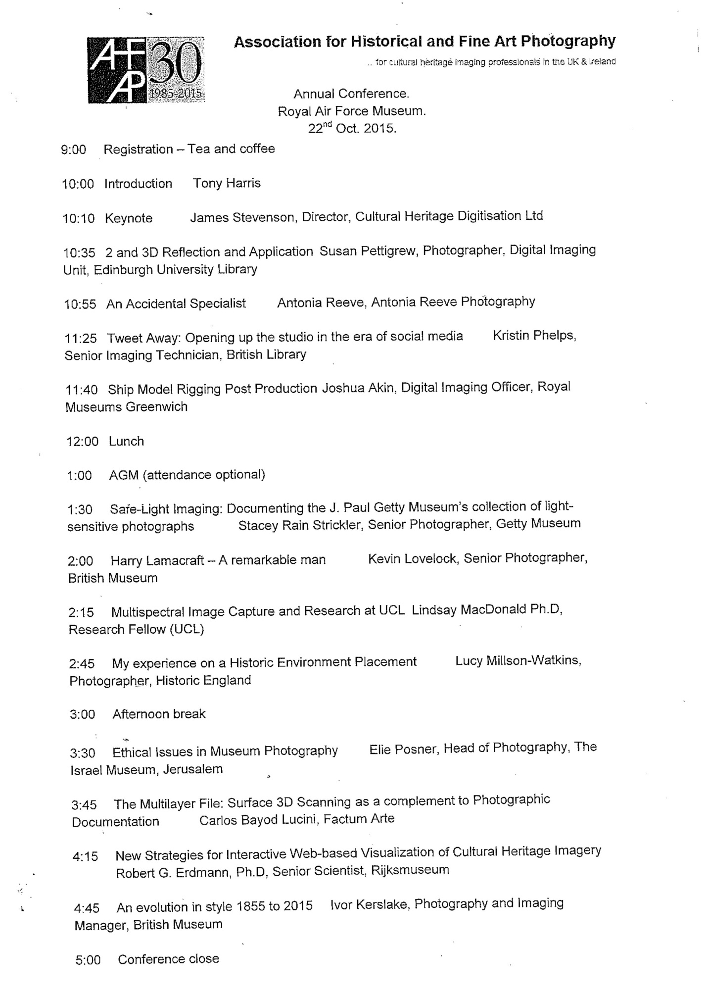 AHFAP
30
1985-2015
Association for Historical and Fine Art Photography
.. for cultural heritage imaging professionals in the UK & Ireland
Annual Conference.
Royal Air Force Museum.
22nd Oct. 2015.
9:00 Registration – Tea and coffee
10:00 Introduction Tony Harris
10:10 Keynote James Stevenson, Director, Cultural Heritage Digitisation Ltd
10:35 2 and 3D Reflection and Application Susan Pettigrew, Photographer, Digital Imaging
Unit, Edinburgh University Library
10:55 An Accidental Specialist Antonia Reeve, Antonia Reeve Photography
11:25 Tweet Away: Opening up the studio in the era of social media Kristin Phelps,
Senior Imaging Technician, British Library
11:40 Ship Model Rigging Post Production Joshua Akin, Digital Imaging Officer, Royal
Museums Greenwich
12:00 Lunch
1:00 AGM (attendance optional)
1:30 Safe-Light Imaging: Documenting the J. Paul Getty Museum's collection of light-
sensitive photographs Stacey Rain Strickler, Senior Photographer, Getty Museum
2:00 Harry Lamacraft – A remarkable man Kevin Lovelock, Senior Photographer,
British Museum
2:15 Multispectral Image Capture and Research at UCL Lindsay MacDonald Ph.D,
Research Fellow (UCL)
2:45 My experience on a Historic Environment Placement Lucy Millson-Watkins,
Photographer, Historic England
3:00 Afternoon break
3:30 Ethical Issues in Museum Photography Elie Posner, Head of Photography, The
Israel Museum, Jerusalem
3:45 The Multilayer File: Surface 3D Scanning as a complement to Photographic
Documentation Carlos Bayod Lucini, Factum Arte
4:15 New Strategies for Interactive Web-based Visualization of Cultural Heritage Imagery
Robert G. Erdmann, Ph.D, Senior Scientist, Rijksmuseum
4:45 An evolution in style 1855 to 2015 Ivor Kerslake, Photography and Imaging
Manager, British Museum
5:00 Conference close